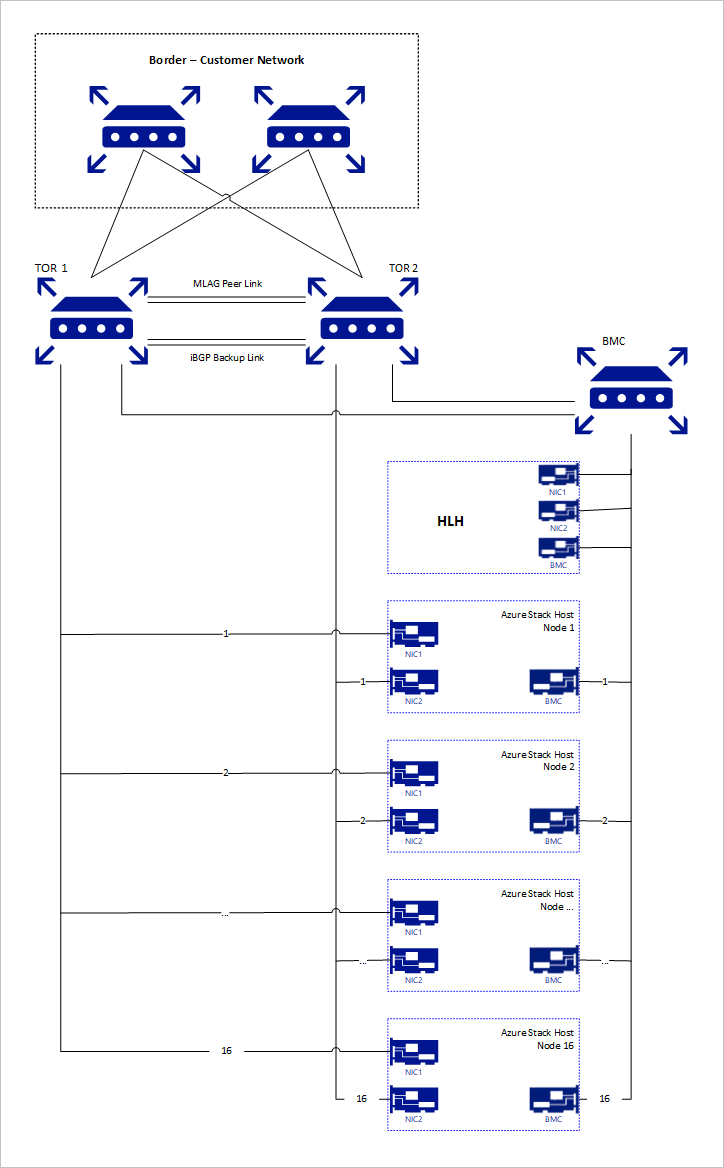 Border – Customer Network
TOR 1
TOR 2
MLAG Peer Link
iBGP Backup Link
BMC
HLH
NIC1
NIC2
BMC
Azure Stack Host
Node 1
1
NIC1
1
NIC2
BMC
1
Azure Stack Host
Node 2
2
NIC1
2
NIC2
BMC
2
Azure Stack Host
Node ...
...
NIC1
...
NIC2
BMC
...
Azure Stack Host
Node 16
16
NIC1
16
NIC2
BMC
16